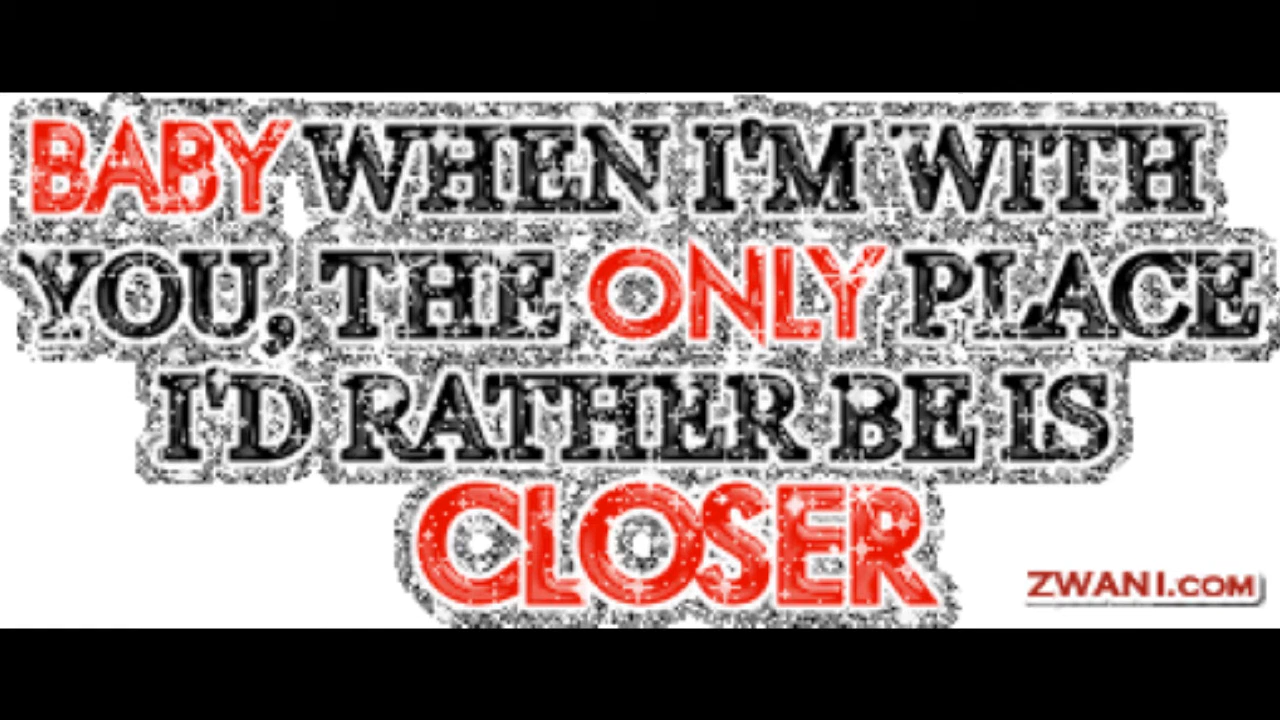 BABY WHEN I'M WITH
YOU, THE ONLY PLACE
I'D RATHER BE IS
CLOSER
ZWANI.COM